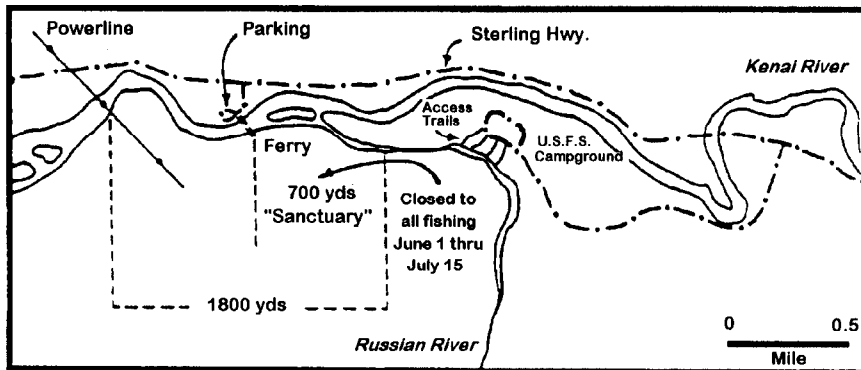 Powerline
Parking
Sterling Hwy.
Kenai River
Access
Trails
U.S.F.S.
Campground
Ferry
700 yds
"Sanctuary"
Closed to
all fishing
June 1 thru
July 15
1800 yds
Russian River
0 0.5
Mile